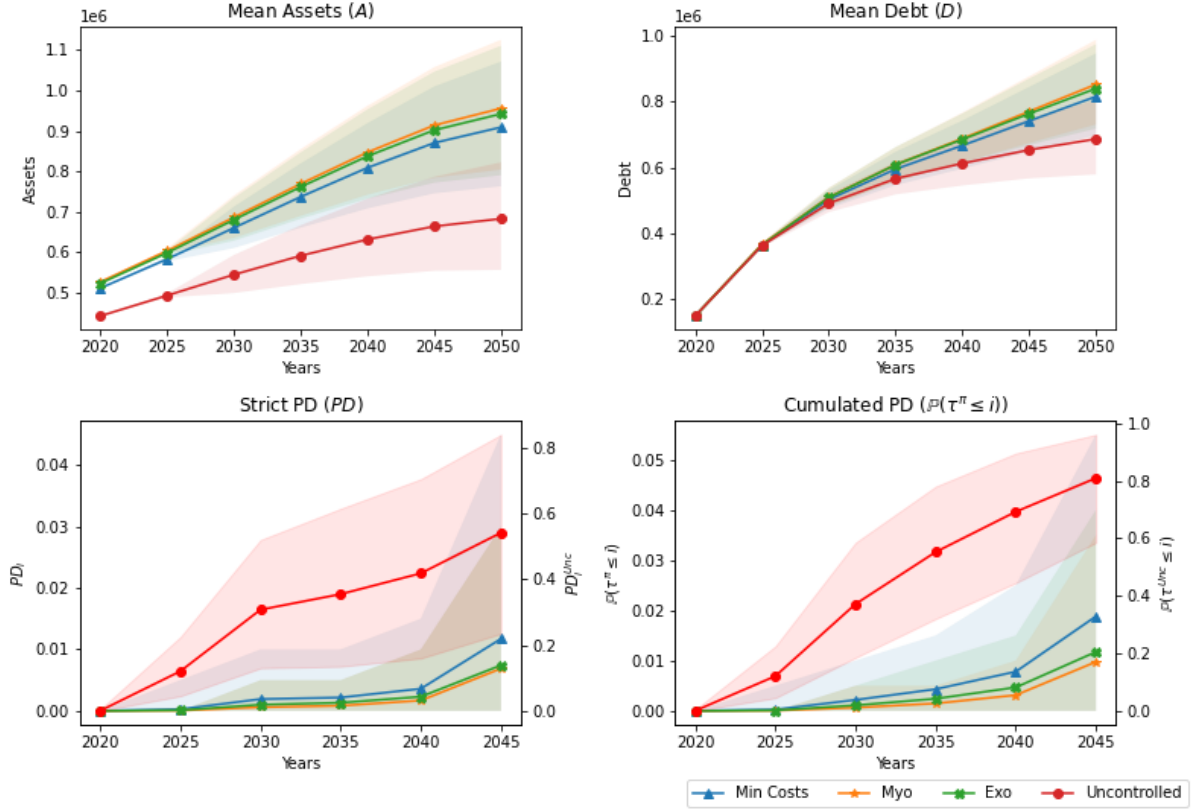 Mean Assets (A)
1e6
1.1
1.0
0.9
0.8
0.7
0.6
0.5
Assets
2020 2025 2030 2035 2040 2045 2050
Years
Mean Debt (D)
1e6
1.0
0.8
0.6
0.4
0.2
Debt
2020 2025 2030 2035 2040 2045 2050
Years
Strict PD (PD)
0.04
0.03
0.02
0.01
0.00
PD_i
0.8
0.6
0.4
0.2
0.0
PD_i^{Unc}
2020 2025 2030 2035 2040 2045
Years
Cumulated PD (ℙ(τ^π ≤ i))
0.05
0.04
0.03
0.02
0.01
0.00
ℙ(τ^π ≤ i)
1.0
0.8
0.6
0.4
0.2
0.0
ℙ(τ^{Unc} ≤ i)
2020 2025 2030 2035 2040 2045
Years
Min Costs Myo Exo Uncontrolled